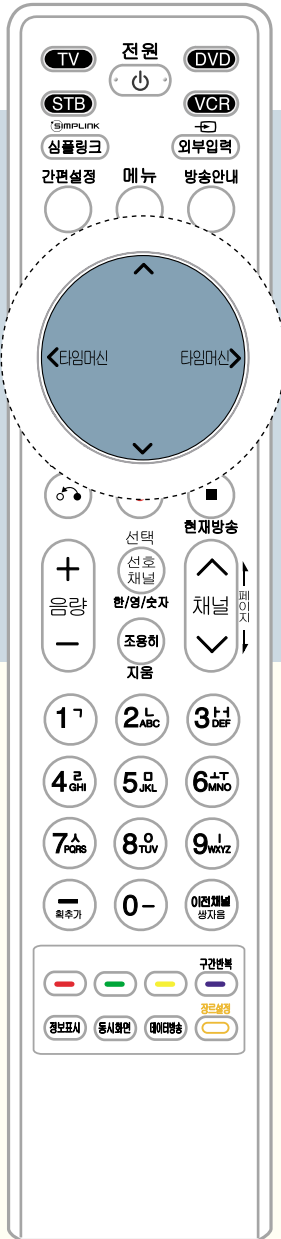 전원
TV DVD
STB VCR
SIMPLINK
심플링크 외부입력
간편설정 메뉴 방송안내
타임머신 타임머신
현재방송
선택
+ 선호
채널
음량 채널 페이지
한/영/숫자
- 조용히
지움
1 ㄱ 2 ㄴ ABC 3 ㅏㅓ DEF
4 ㄹ GHI 5 ㅁ JKL 6 ㅗㅜ MNO
7 ㅅ PQRS 8 ㅇ TUV 9 ㅣ WXYZ
ㅡ 획추가 0 - 이전채널 쌍자음
구간반복
장르설정
정보표시 동시화면 데이터방송